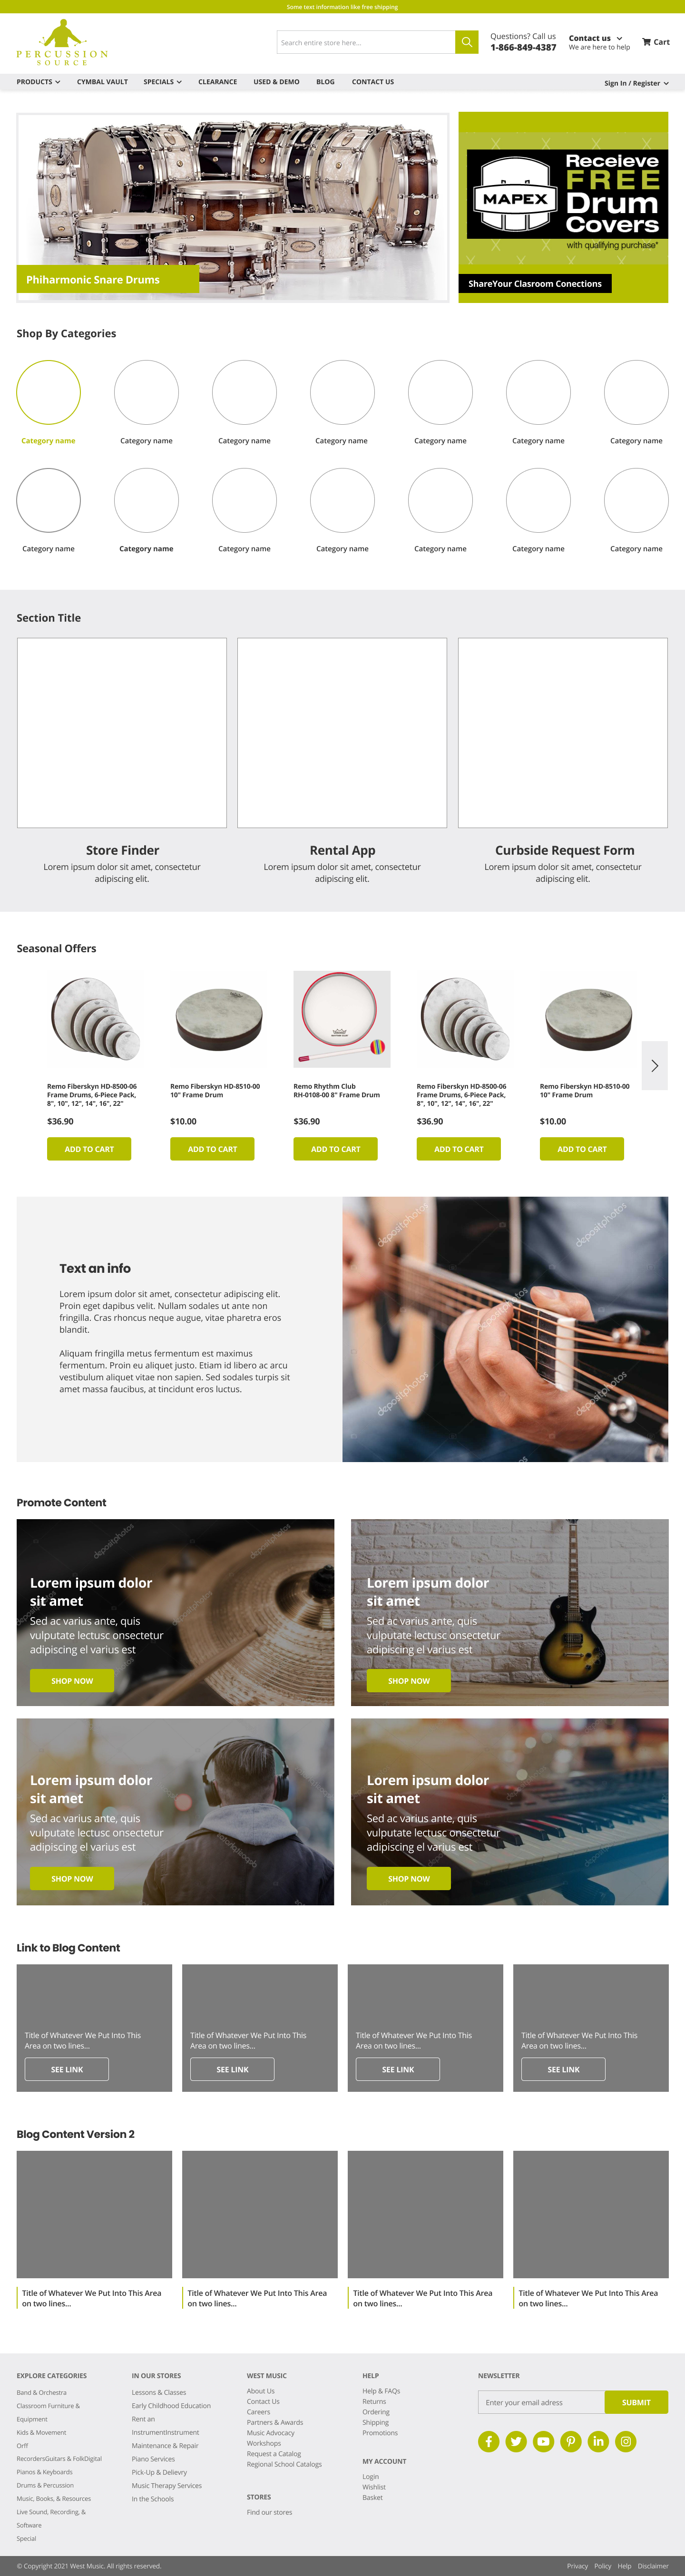 Some text information like free shipping
PERCUSSION
SOURCE
Search entire store here...
Questions? Call us
1-866-849-4387
Contact us
We are here to help
Cart
PRODUCTS
CYMBAL VAULT
SPECIALS
CLEARANCE
USED & DEMO
BLOG
CONTACT US
Sign In / Register
Phiharmonic Snare Drums
MAPEX
Receieve
FREE
Drum
Covers
with qualifying purchase*
ShareYour Clasroom Conections
Shop By Categories
Category name
Category name
Category name
Category name
Category name
Category name
Category name
Category name
Category name
Category name
Category name
Category name
Category name
Category name
Section Title
Store Finder
Lorem ipsum dolor sit amet, consectetur
adipiscing elit.
Rental App
Lorem ipsum dolor sit amet, consectetur
adipiscing elit.
Curbside Request Form
Lorem ipsum dolor sit amet, consectetur
adipiscing elit.
Seasonal Offers
Remo Fiberskyn HD-8500-06
Frame Drums, 6-Piece Pack,
8", 10", 12", 14", 16", 22"
$36.90
ADD TO CART
Remo Fiberskyn HD-8510-00
10" Frame Drum
$10.00
ADD TO CART
Remo Rhythm Club
RH-0108-00 8" Frame Drum
$36.90
ADD TO CART
Remo Fiberskyn HD-8500-06
Frame Drums, 6-Piece Pack,
8", 10", 12", 14", 16", 22"
$36.90
ADD TO CART
Remo Fiberskyn HD-8510-00
10" Frame Drum
$10.00
ADD TO CART
Text an info
Lorem ipsum dolor sit amet, consectetur adipiscing elit.
Proin eget dapibus velit. Nullam sodales ut ante non
fringilla. Cras rhoncus neque augue, vitae pharetra eros
blandit.
Aliquam fringilla metus fermentum est maximus
fermentum. Proin eu aliquet justo. Etiam id libero ac arcu
vestibulum aliquet vitae non sapien. Sed sodales turpis sit
amet massa faucibus, at tincidunt eros luctus.
depositphotos
depositphotos
depositphotos
depositphotos
depositphotos
Promote Content
depositphotos
depositphotos
Lorem ipsum dolor
sit amet
Sed ac varius ante, quis
vulputate lectusc onsectetur
adipiscing el varius est
SHOP NOW
Lorem ipsum dolor
sit amet
Sed ac varius ante, quis
vulputate lectusc onsectetur
adipiscing el varius est
SHOP NOW
Lorem ipsum dolor
sit amet
Sed ac varius ante, quis
vulputate lectusc onsectetur
adipiscing el varius est
SHOP NOW
Lorem ipsum dolor
sit amet
Sed ac varius ante, quis
vulputate lectusc onsectetur
adipiscing el varius est
SHOP NOW
Link to Blog Content
Title of Whatever We Put Into This
Area on two lines...
SEE LINK
Title of Whatever We Put Into This
Area on two lines...
SEE LINK
Title of Whatever We Put Into This
Area on two lines...
SEE LINK
Title of Whatever We Put Into This
Area on two lines...
SEE LINK
Blog Content Version 2
Title of Whatever We Put Into This Area
on two lines...
Title of Whatever We Put Into This Area
on two lines...
Title of Whatever We Put Into This Area
on two lines...
Title of Whatever We Put Into This Area
on two lines...
EXPLORE CATEGORIES
Band & Orchestra
Classroom Furniture &
Equipment
Kids & Movement
Orff
RecordersGuitars & FolkDigital
Pianos & Keyboards
Drums & Percussion
Music, Books, & Resources
Live Sound, Recording, &
Software
Special
IN OUR STORES
Lessons & Classes
Early Childhood Education
Rent an
InstrumentInstrument
Maintenance & Repair
Piano Services
Pick-Up & Delievry
Music Therapy Services
In the Schools
WEST MUSIC
About Us
Contact Us
Careers
Partners & Awards
Music Advocacy
Workshops
Request a Catalog
Regional School Catalogs
STORES
Find our stores
HELP
Help & FAQs
Returns
Ordering
Shipping
Promotions
MY ACCOUNT
Login
Wishlist
Basket
NEWSLETTER
Enter your email adress
SUBMIT
© Copyright 2021 West Music. All rights reserved.
Privacy
Policy
Help
Disclaimer